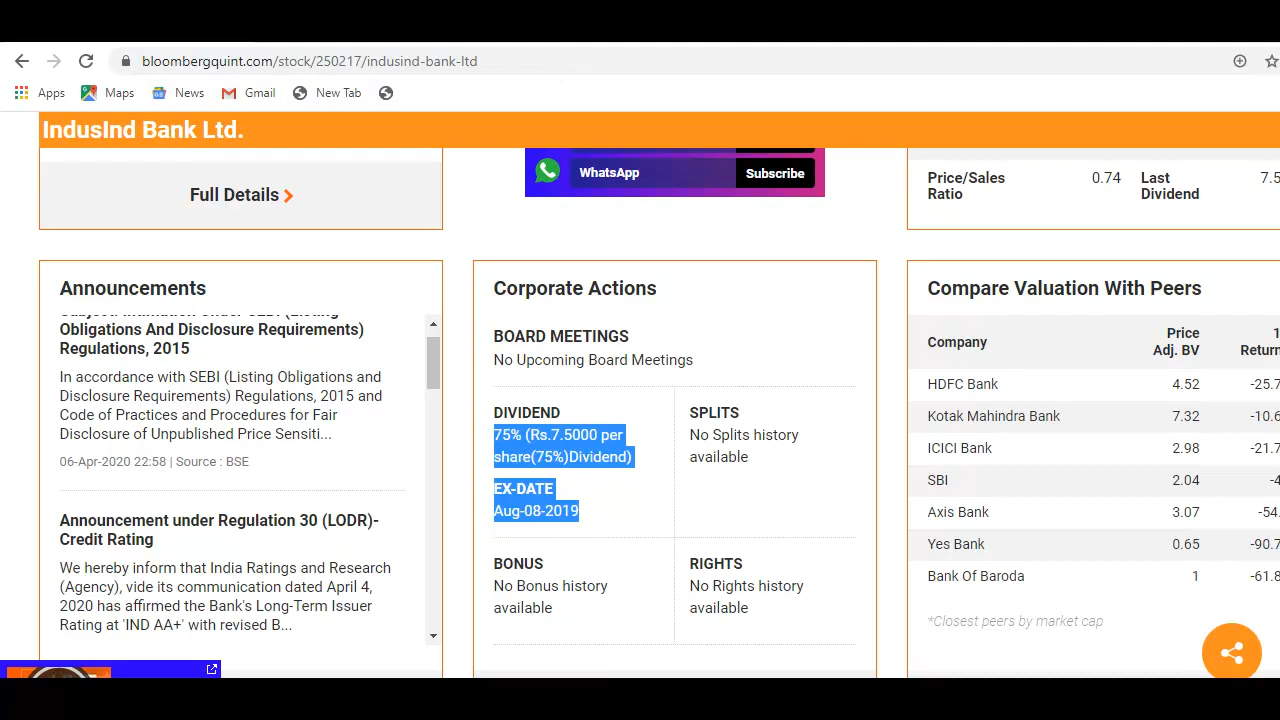 bloombergquint.com/stock/250217/indusind-bank-ltd
Apps Maps News Gmail New Tab
IndusInd Bank Ltd.
Full Details
WhatsApp Subscribe
Price/Sales Ratio 0.74 Last Dividend 7.5
Announcements
Obligations And Disclosure Requirements)
Regulations, 2015
In accordance with SEBI (Listing Obligations and
Disclosure Requirements) Regulations, 2015 and
Code of Practices and Procedures for Fair
Disclosure of Unpublished Price Sensiti...
06-Apr-2020 22:58 | Source : BSE
Announcement under Regulation 30 (LODR)-
Credit Rating
We hereby inform that India Ratings and Research
(Agency), vide its communication dated April 4,
2020 has affirmed the Bank's Long-Term Issuer
Rating at 'IND AA+' with revised B...
Corporate Actions
BOARD MEETINGS
No Upcoming Board Meetings
DIVIDEND
75% (Rs.7.5000 per
share(75%)Dividend)
EX-DATE
Aug-08-2019
SPLITS
No Splits history
available
BONUS
No Bonus history
available
RIGHTS
No Rights history
available
Compare Valuation With Peers
Company Price Adj. BV 1 Return
HDFC Bank 4.52 -25.7
Kotak Mahindra Bank 7.32 -10.6
ICICI Bank 2.98 -21.7
SBI 2.04 -4
Axis Bank 3.07 -54.
Yes Bank 0.65 -90.7
Bank Of Baroda 1 -61.8
*Closest peers by market cap